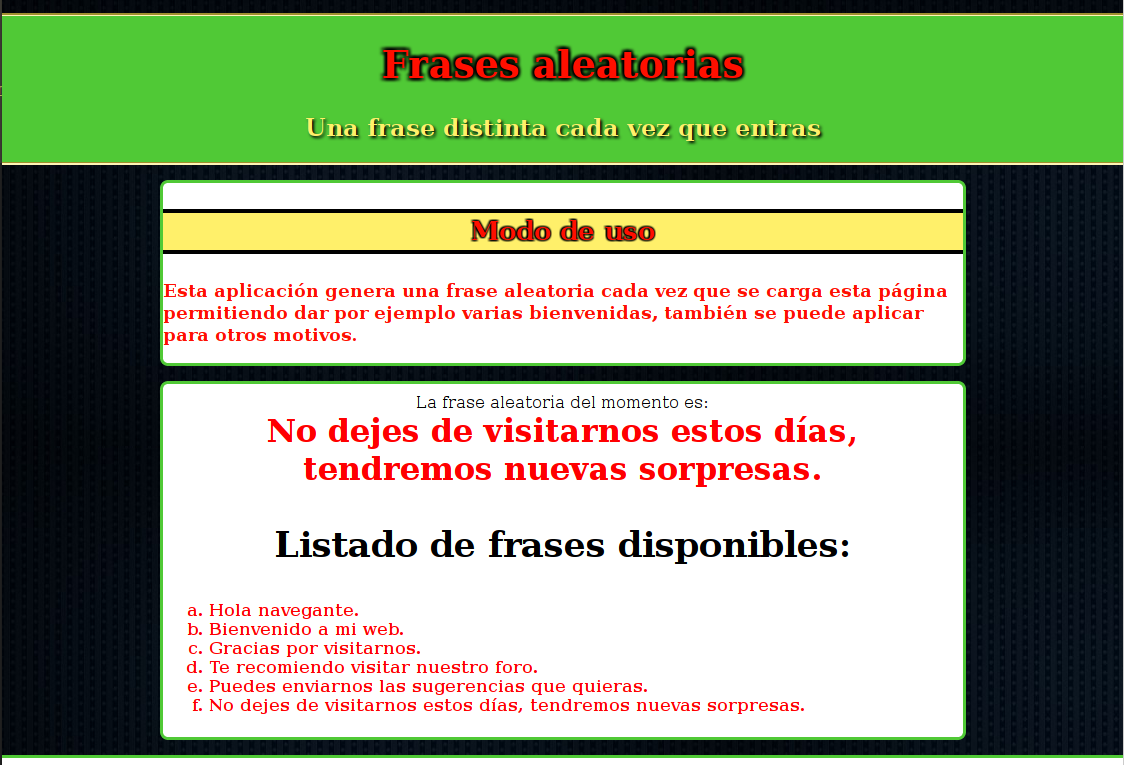 Frases aleatorias
Una frase distinta cada vez que entras
Modo de uso
Esta aplicación genera una frase aleatoria cada vez que se carga esta página
permitiendo dar por ejemplo varias bienvenidas, también se puede aplicar
para otros motivos.
La frase aleatoria del momento es:
No dejes de visitarnos estos días,
tendremos nuevas sorpresas.
Listado de frases disponibles:
a. Hola navegante.
b. Bienvenido a mi web.
c. Gracias por visitarnos.
d. Te recomiendo visitar nuestro foro.
e. Puedes enviarnos las sugerencias que quieras.
f. No dejes de visitarnos estos días, tendremos nuevas sorpresas.